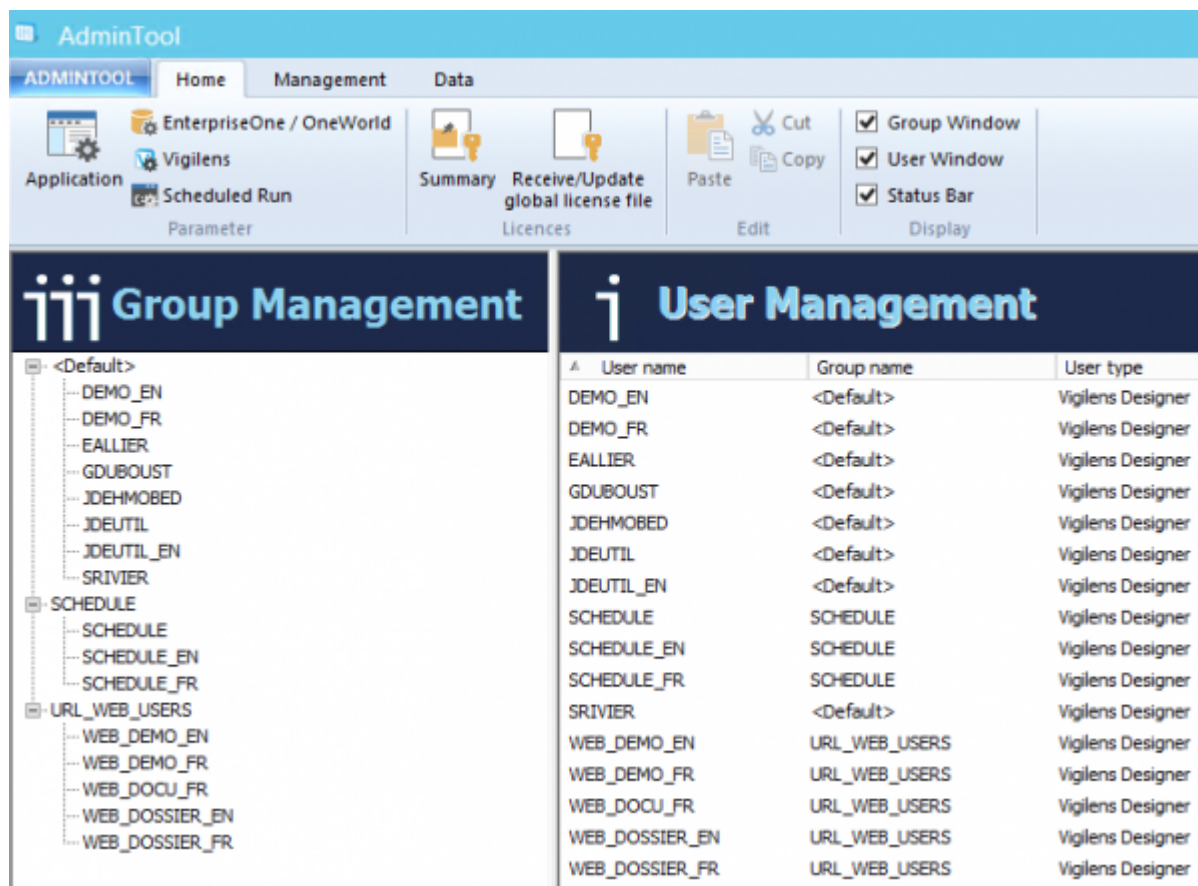 AdminTool
ADMINTOOL Home Management Data
Application
EnterpriseOne / OneWorld
Vigilens
Scheduled Run
Parameter
Summary
Receive/Update
global license file
Licences
Paste
Cut
Copy
Edit
Group Window
User Window
Status Bar
Display
Group Management
<Default>
DEMO_EN
DEMO_FR
EALLIER
GDUBOUST
JDEHMOBED
JDEUTIL
JDEUTIL_EN
SRIVIER
SCHEDULE
SCHEDULE
SCHEDULE_EN
SCHEDULE_FR
URL_WEB_USERS
WEB_DEMO_EN
WEB_DEMO_FR
WEB_DOCU_FR
WEB_DOSSIER_EN
WEB_DOSSIER_FR
User Management
User name Group name User type
DEMO_EN <Default> Vigilens Designer
DEMO_FR <Default> Vigilens Designer
EALLIER <Default> Vigilens Designer
GDUBOUST <Default> Vigilens Designer
JDEHMOBED <Default> Vigilens Designer
JDEUTIL <Default> Vigilens Designer
JDEUTIL_EN <Default> Vigilens Designer
SCHEDULE SCHEDULE Vigilens Designer
SCHEDULE_EN SCHEDULE Vigilens Designer
SCHEDULE_FR SCHEDULE Vigilens Designer
SRIVIER <Default> Vigilens Designer
WEB_DEMO_EN URL_WEB_USERS Vigilens Designer
WEB_DEMO_FR URL_WEB_USERS Vigilens Designer
WEB_DOCU_FR URL_WEB_USERS Vigilens Designer
WEB_DOSSIER_EN URL_WEB_USERS Vigilens Designer
WEB_DOSSIER_FR URL_WEB_USERS Vigilens Designer